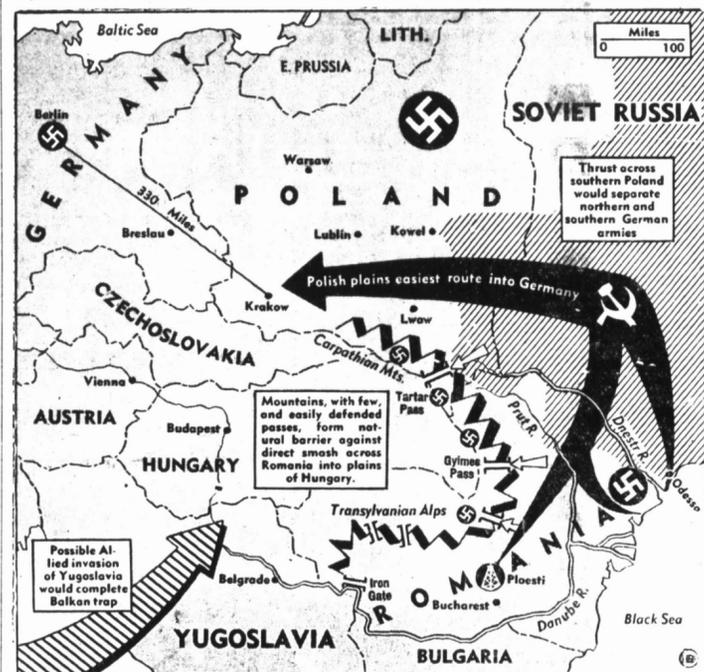 Baltic Sea
LITH.
Miles
0 100
E. PRUSSIA
GERMANY
SOVIET RUSSIA
Berlin
Warsaw
Thrust across
southern Poland
would separate
northern and
southern German
armies
POLAND
330 Miles
Breslau
Lublin
Kowel
Polish plains easiest route into Germany
Krakow
Lwaw
CZECHOSLOVAKIA
Carpathian Mts.
Vienna
Mountains, with few,
and easily defended
passes, form nat-
ural barrier against
direct smash across
Romania into plains
of Hungary.
Tartar
Pass
Prut R.
Dnestr R.
AUSTRIA
Budapest
HUNGARY
Gyimes
Pass
Odessa
Transylvanian Alps
Possible Al-
lied invasion
of Yugoslavia
would complete
Balkan trap
Belgrade
Iron
Gate
Ploesti
ROMANIA
Bucharest
Danube R.
Black Sea
YUGOSLAVIA
BULGARIA